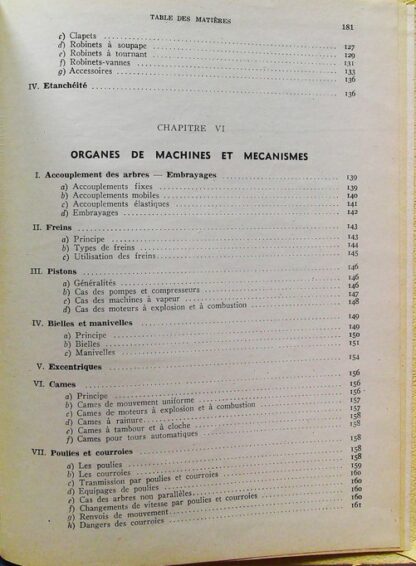 TABLE DES MATIÈRES 181
c) Clapets 127
d) Robinets à soupape 129
e) Robinets à tournant 131
f) Robinets-vannes 133
g) Accessoires 136
IV. Etanchéité 136
CHAPITRE VI
ORGANES DE MACHINES ET MECANISMES
I. Accouplement des arbres — Embrayages 139
a) Accouplements fixes 139
b) Accouplements mobiles 140
c) Accouplements élastiques 141
d) Embrayages 142
II. Freins 143
a) Principe 143
b) Types de freins 144
c) Utilisation des freins 145
III. Pistons 146
a) Généralités 146
b) Cas des pompes et compresseurs 146
c) Cas des machines à vapeur 147
d) Cas des moteurs à explosion et à combustion 148
IV. Bielles et manivelles 149
a) Principe 149
b) Bielles 150
c) Manivelles 151
V. Excentriques 154
VI. Cames 156
a) Principe 156
b) Cames de mouvement uniforme 156
c) Cames de moteurs à explosion et à combustion 157
d) Cames à rainure 157
e) Cames à tambour et à cloche 158
f) Cames pour tours automatiques 158
VII. Poulies et courroies 158
a) Les poulies 158
b) Les courroies 158
c) Tranmission par poulies et courroies 159
d) Equipages de poulies 160
e) Cas des arbres non parallèles 160
f) Changements de vitesse par poulies et courroies 160
g) Renvois de mouvement 160
h) Dangers des courroies 161